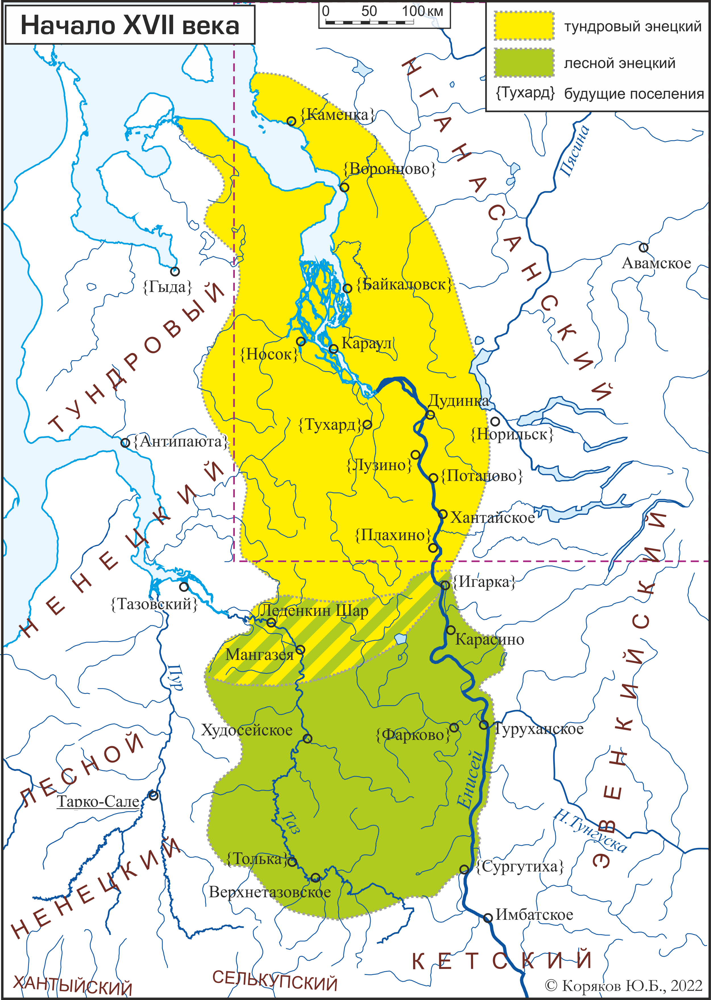 Начало XVII века
0 50 100 км
тундровый энецкий
лесной энецкий
{Тухард} будущие поселения
НГАНАСАНСКИЙ
{Каменка}
Пясина
{Воронцово}
Авамское
{Гыда}
{Байкаловск}
ТУНДРОВЫЙ
{Носок}
Караул
Дудинка
{Тухард}
{Норильск}
{Антипаюта}
{Лузино}
{Потапово}
НЕНЕЦКИЙ
Хантайское
{Плахино}
{Игарка}
{Тазовский}
Леденкин Шар
Карасино
Мангазея
Пур
ЭВЕНКИЙСКИЙ
Худосейское
{Фарково}
Туруханское
ЛЕСНОЙ
Енисей
Тарко-Сале
Таз
Н.Тунгуска
НЕНЕЦКИЙ
{Толька}
{Сургутиха}
Верхнетазовское
Имбатское
КЕТСКИЙ
ХАНТЫЙСКИЙ
СЕЛЬКУПСКИЙ
© Коряков Ю.Б., 2022